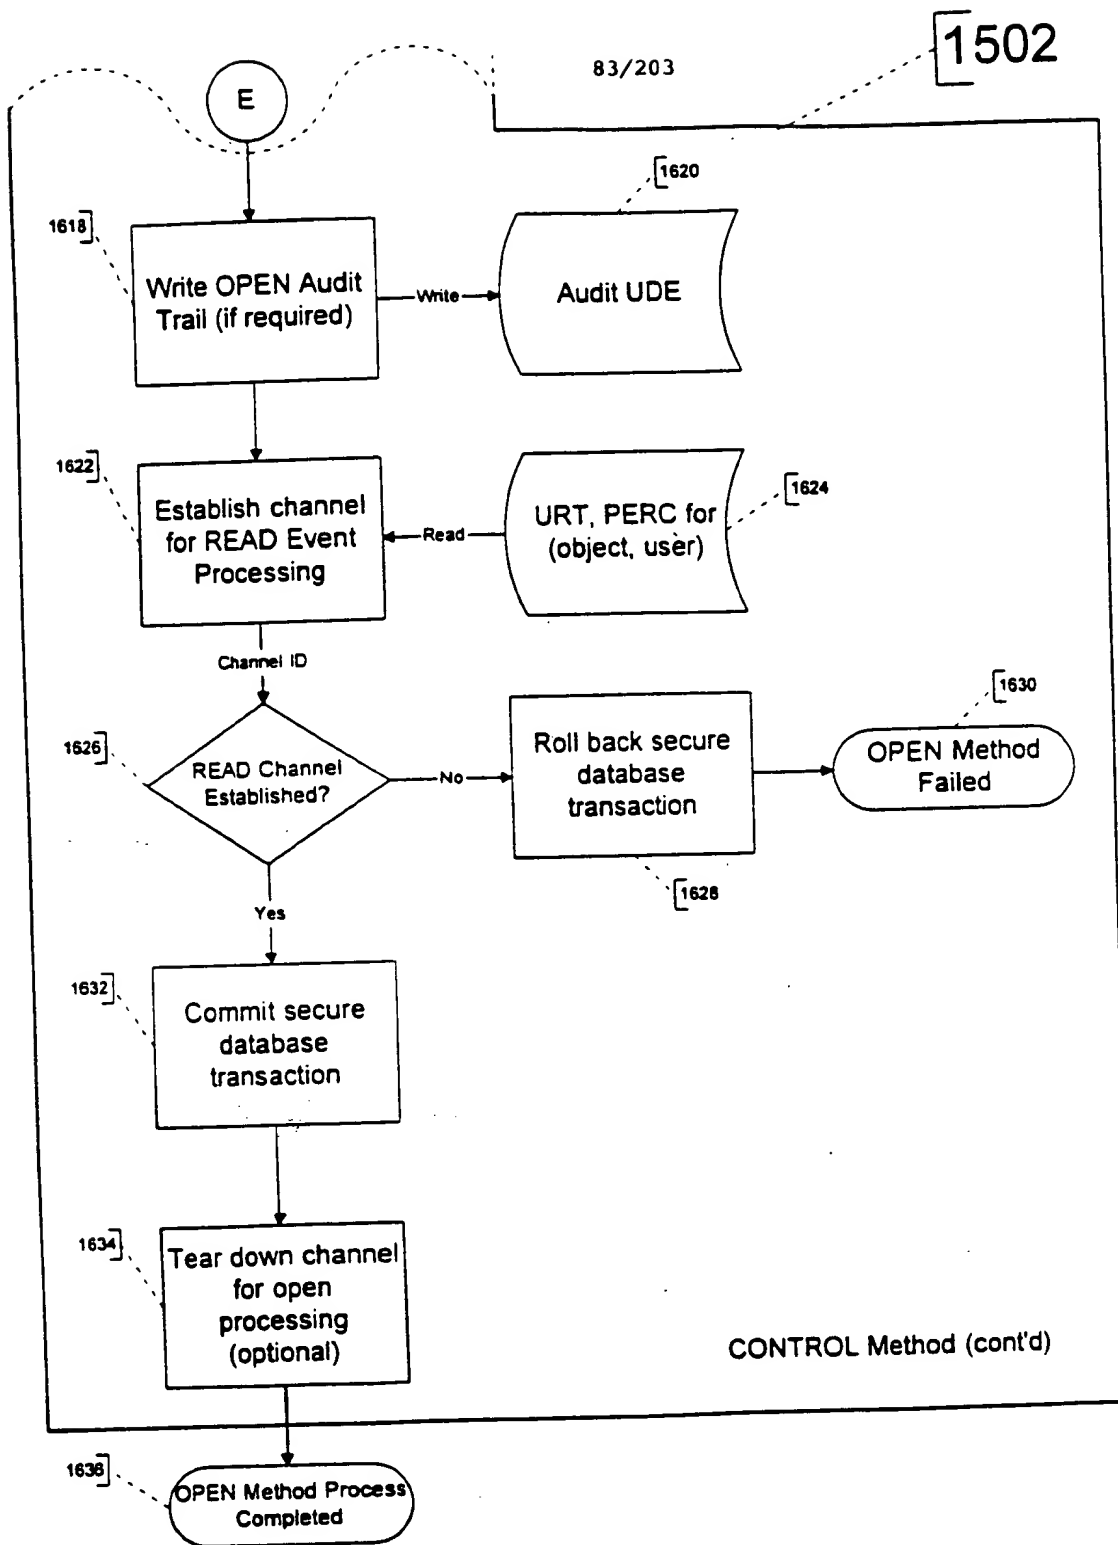 83/203
1502
E
1620
1618
Write OPEN Audit
Trail (if required)
Write
Audit UDE
1622
Establish channel
for READ Event
Processing
Read
URT, PERC for
(object, user)
1624
Channel ID
1626
READ Channel
Established?
No
Roll back secure
database
transaction
1628
1630
OPEN Method
Failed
Yes
1632
Commit secure
database
transaction
1634
Tear down channel
for open
processing
(optional)
CONTROL Method (cont'd)
1636
OPEN Method Process
Completed